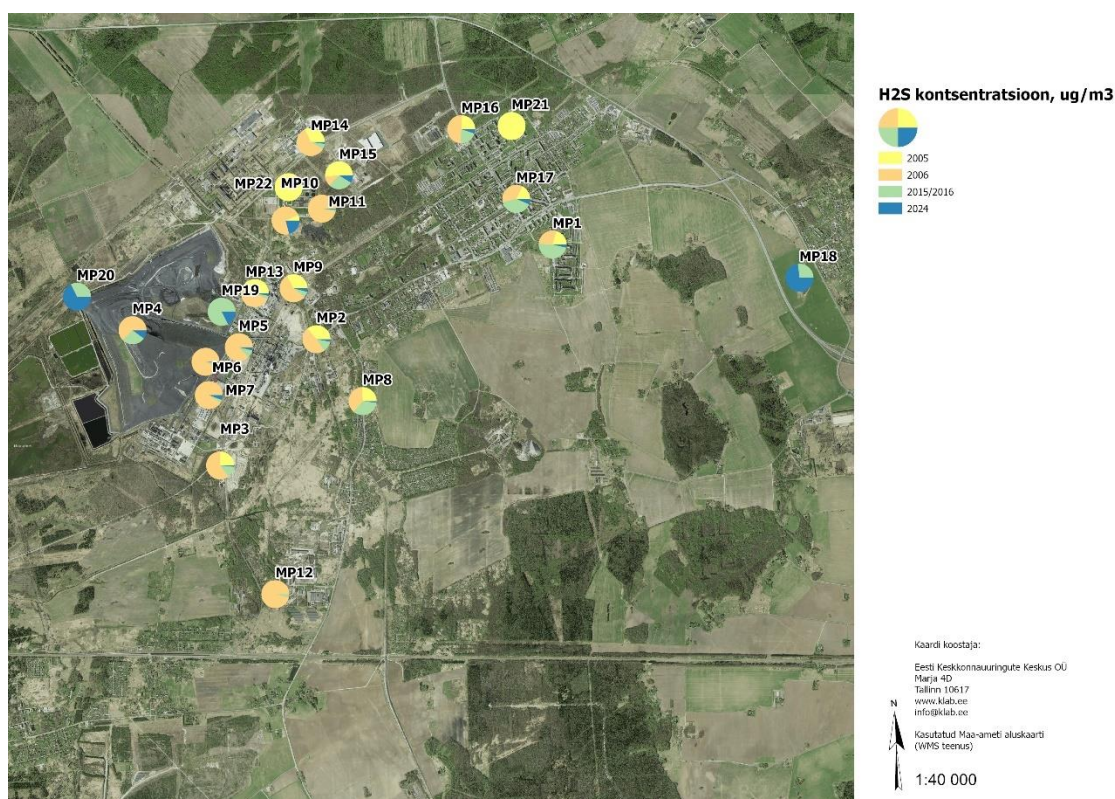 H2S kontsentratsioon, ug/m3
2005
2006
2015/2016
2024
MP16
MP21
MP14
MP15
MP22
MP10
MP11
MP17
MP1
MP18
MP20
MP13
MP9
MP19
MP4
MP5
MP2
MP6
MP7
MP8
MP3
MP12
Kaardi koostaja:
Eesti Keskkonnauuringute Keskus OÜ
Marja 4D
Tallinn 10617
www.klab.ee
info@klab.ee
N
Kasutatud Maa-ameti aluskaarti
(WMS teenus)
1:40 000